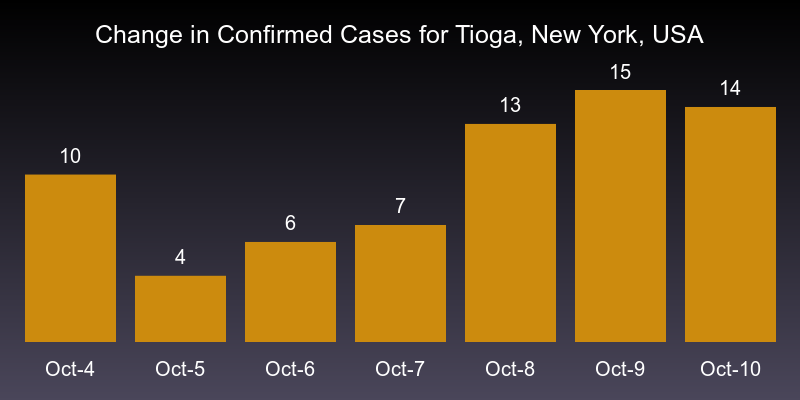 Change in Confirmed Cases for Tioga, New York, USA
10
4
6
7
13
15
14
Oct-4
Oct-5
Oct-6
Oct-7
Oct-8
Oct-9
Oct-10